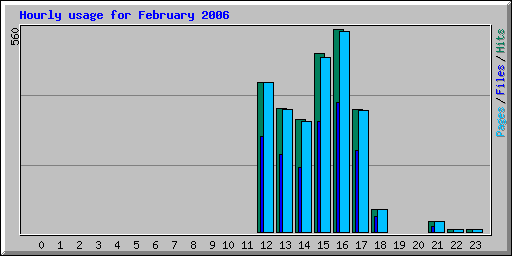 Hourly usage for February 2006
560
Pages/Files/Hits
0 1 2 3 4 5 6 7 8 9 10 11 12 13 14 15 16 17 18 19 20 21 22 23